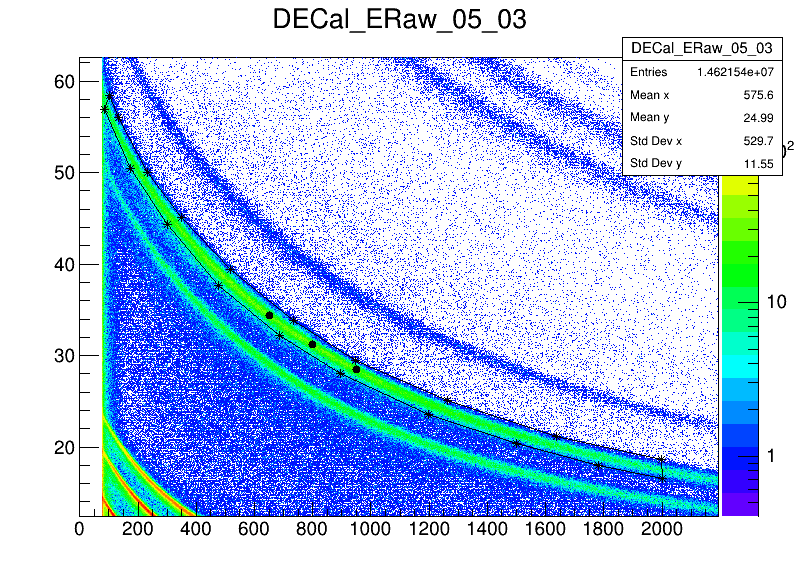 DECal_ERaw_05_03
DECal_ERaw_05_03
Entries 1.462154e+07
Mean x 575.6
Mean y 24.99
Std Dev x 529.7
Std Dev y 11.55
60
50
40
30
20
10
1
0 200 400 600 800 1000 1200 1400 1600 1800 2000